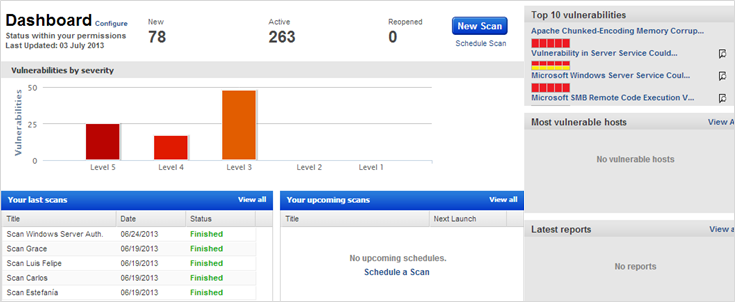 Dashboard Configure
Status within your permissions
Last Updated: 03 July 2013
New
78
Active
263
Reopened
0
New Scan
Schedule Scan
Vulnerabilities by severity
Vulnerabilities
50
25
0
Level 5
Level 4
Level 3
Level 2
Level 1
Your last scans View all
Title Date Status
Scan Windows Server Auth. 06/24/2013 Finished
Scan Grace 06/19/2013 Finished
Scan Luis Felipe 06/19/2013 Finished
Scan Carlos 06/19/2013 Finished
Scan Estefanía 06/19/2013 Finished
Your upcoming scans View all
Title Next Launch
No upcoming schedules.
Schedule a Scan
Top 10 vulnerabilities
Apache Chunked-Encoding Memory Corrup...
Vulnerability in Server Service Could...
Microsoft Windows Server Service Coul...
Microsoft SMB Remote Code Execution V...
Most vulnerable hosts View A
No vulnerable hosts
Latest reports View a
No reports